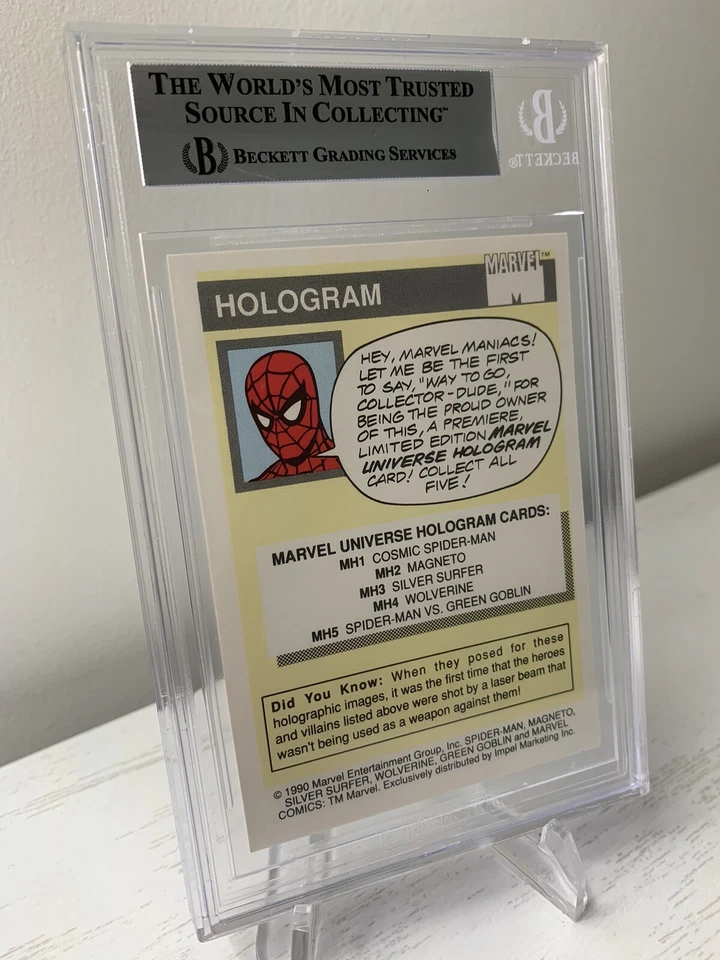 THE WORLD'S MOST TRUSTED
SOURCE IN COLLECTING™
B BECKETT GRADING SERVICES
B
BECKETT®
MARVEL™
HOLOGRAM
HEY, MARVEL MANIACS!
LET ME BE THE FIRST
TO SAY, "WAY TO GO,
COLLECTOR-DUDE," FOR
BEING THE PROUD OWNER
OF THIS, A PREMIERE,
LIMITED EDITION MARVEL
UNIVERSE HOLOGRAM
CARD! COLLECT ALL
FIVE!
MARVEL UNIVERSE HOLOGRAM CARDS:
MH1 COSMIC SPIDER-MAN
MH2 MAGNETO
MH3 SILVER SURFER
MH4 WOLVERINE
MH5 SPIDER-MAN VS. GREEN GOBLIN
Did You Know: When they posed for these
holographic images, it was the first time that the heroes
and villains listed above were shot by a laser beam that
wasn't being used as a weapon against them!
© 1990 Marvel Entertainment Group, Inc. SPIDER-MAN, MAGNETO,
SILVER SURFER, WOLVERINE, GREEN GOBLIN and MARVEL
COMICS: TM Marvel. Exclusively distributed by Impel Marketing Inc.